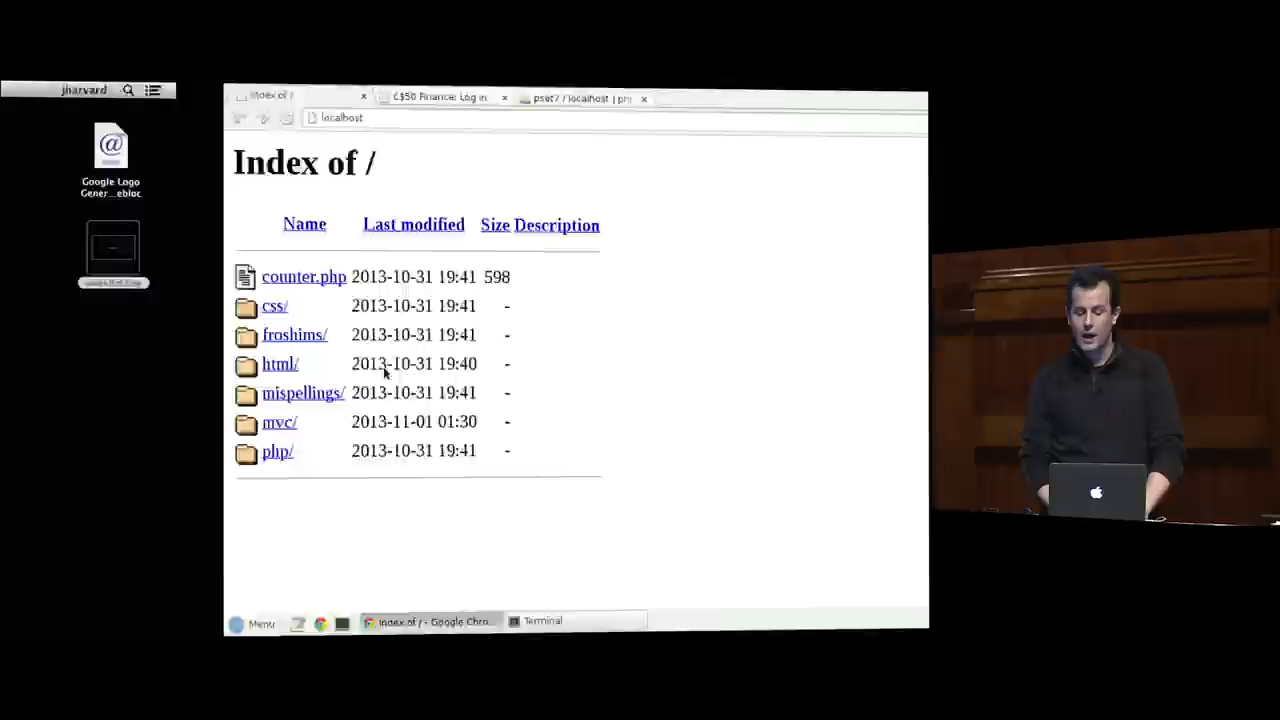 jharvard
Google Logo
Gener...ebloc
Index of /
CS50 Finance: Log In
pset7 / localhost | ph
localhost
Index of /
Name Last modified Size Description
counter.php 2013-10-31 19:41 598
css/ 2013-10-31 19:41 -
froshims/ 2013-10-31 19:41 -
html/ 2013-10-31 19:40 -
mispellings/ 2013-10-31 19:41 -
mvc/ 2013-11-01 01:30 -
php/ 2013-10-31 19:41 -
Menu
Index of / - Google Chro...
Terminal